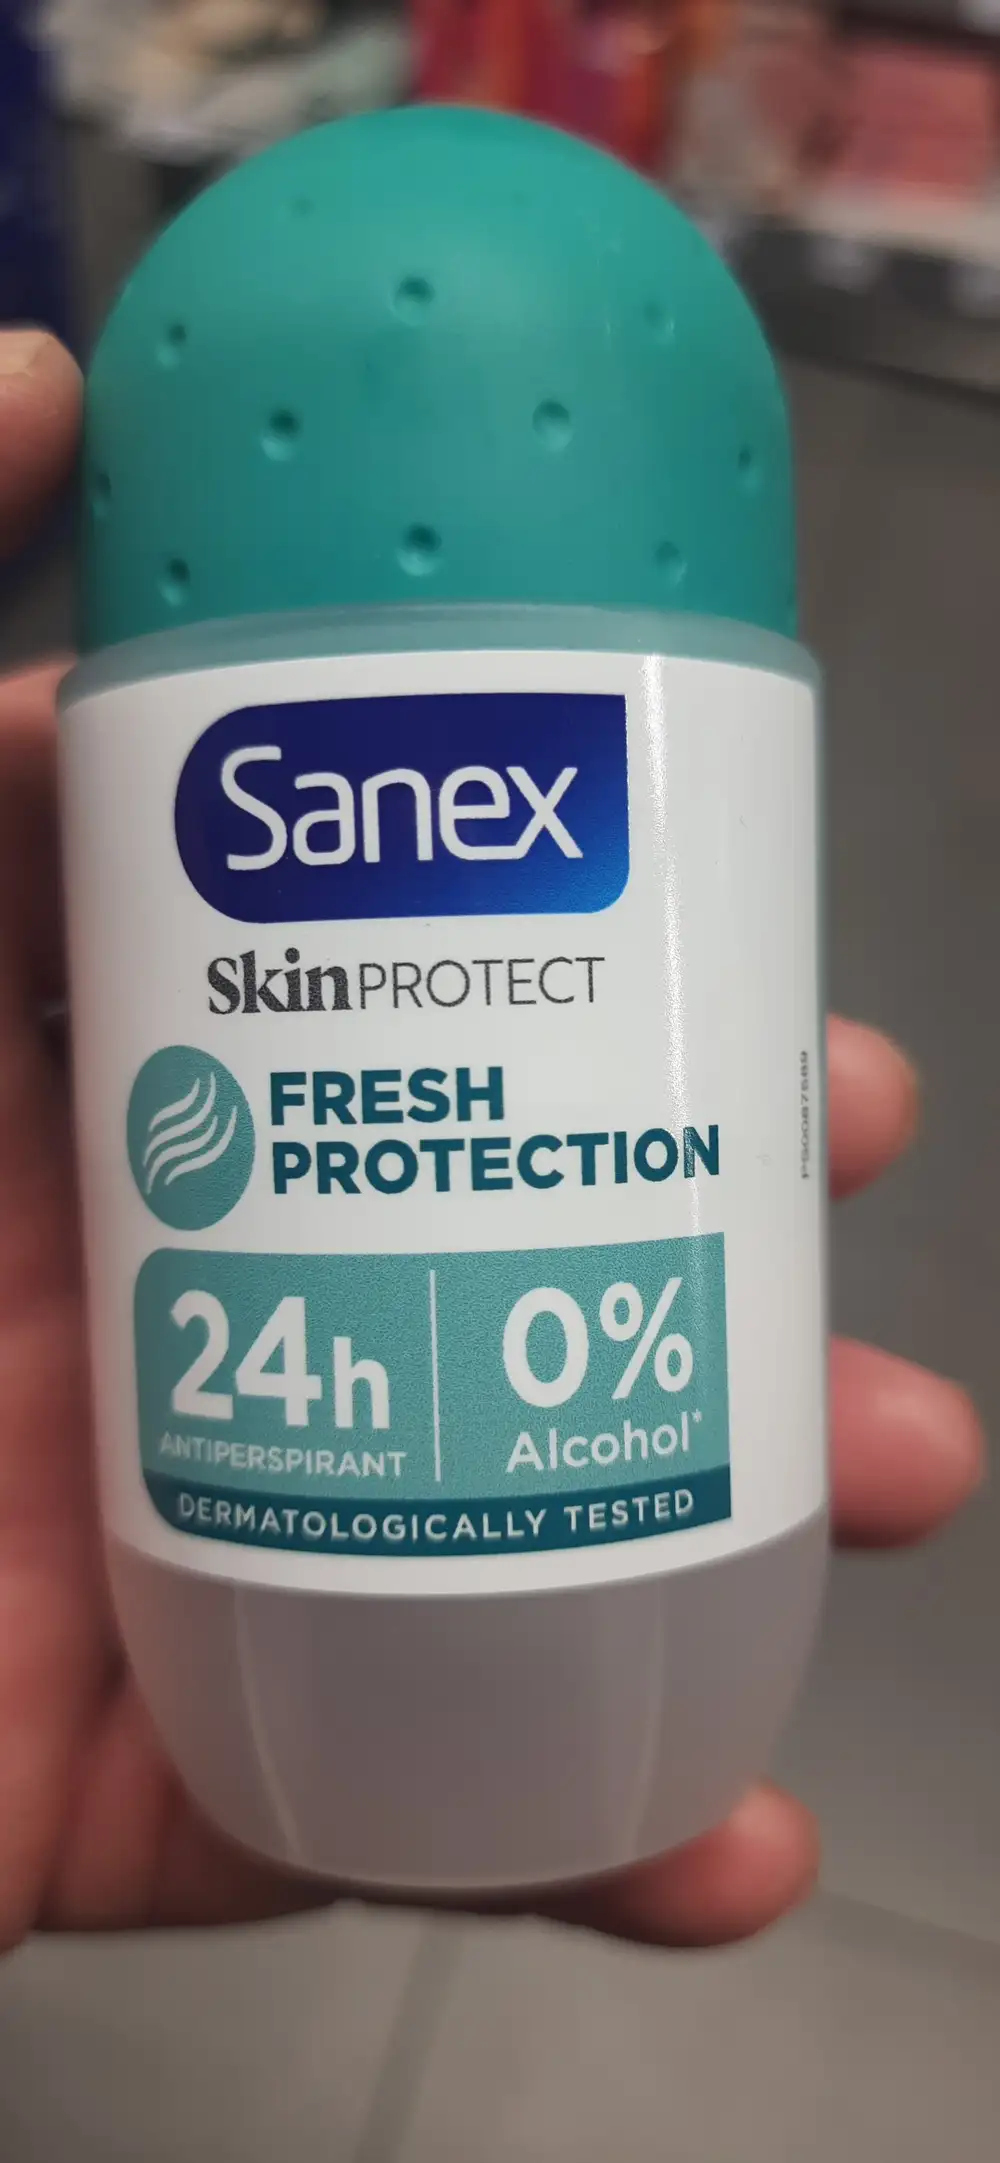 Sanex
SkinPROTECT
FRESH
PROTECTION
24h
ANTIPERSPIRANT
0%
Alcohol*
DERMATOLOGICALLY TESTED